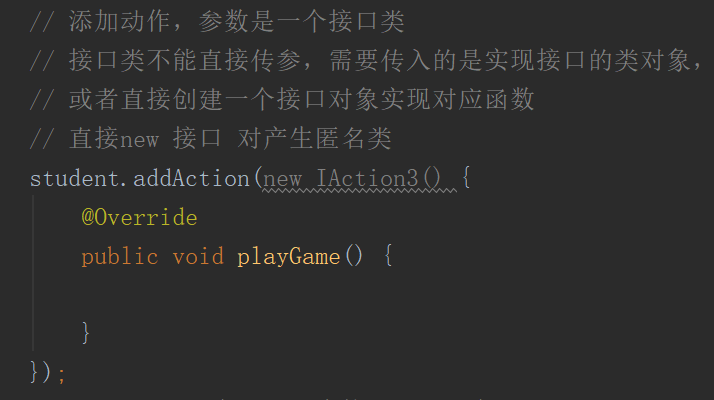 // 添加动作，参数是一个接口类
// 接口类不能直接传参，需要传入的是实现接口的类对象，
// 或者直接创建一个接口对象实现对应函数
// 直接new 接口 对产生匿名类
student.addAction(new IAction3() {
@Override
public void playGame() {
}
});